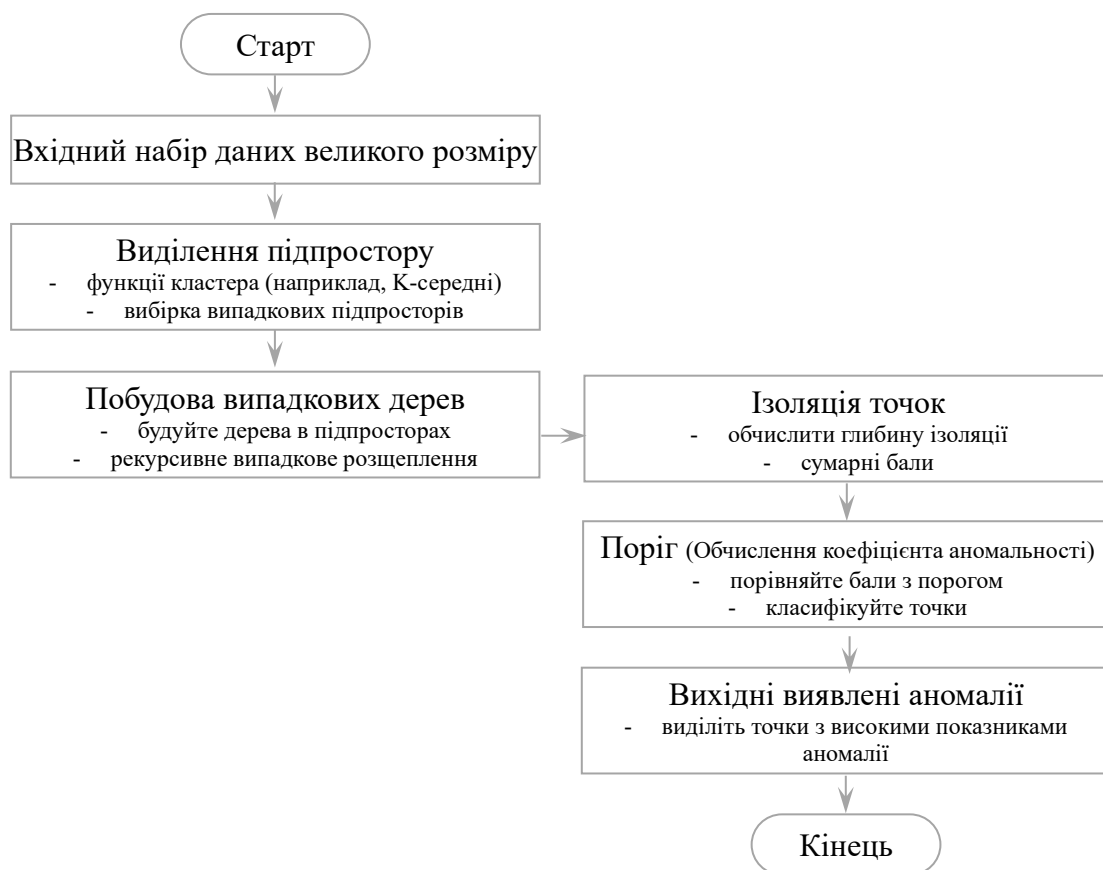 Старт
Вхідний набір даних великого розміру
Виділення підпростору
- функції кластера (наприклад, K-середні)
- вибірка випадкових підпросторів
Побудова випадкових дерев
- будуйте дерева в підпросторах
- рекурсивне випадкове розщеплення
Ізоляція точок
- обчислити глибину ізоляції
- сумарні бали
Поріг (Обчислення коефіцієнта аномальності)
- порівняйте бали з порогом
- класифікуйте точки
Вихідні виявлені аномалії
- виділіть точки з високими показниками
аномалії
Кінець